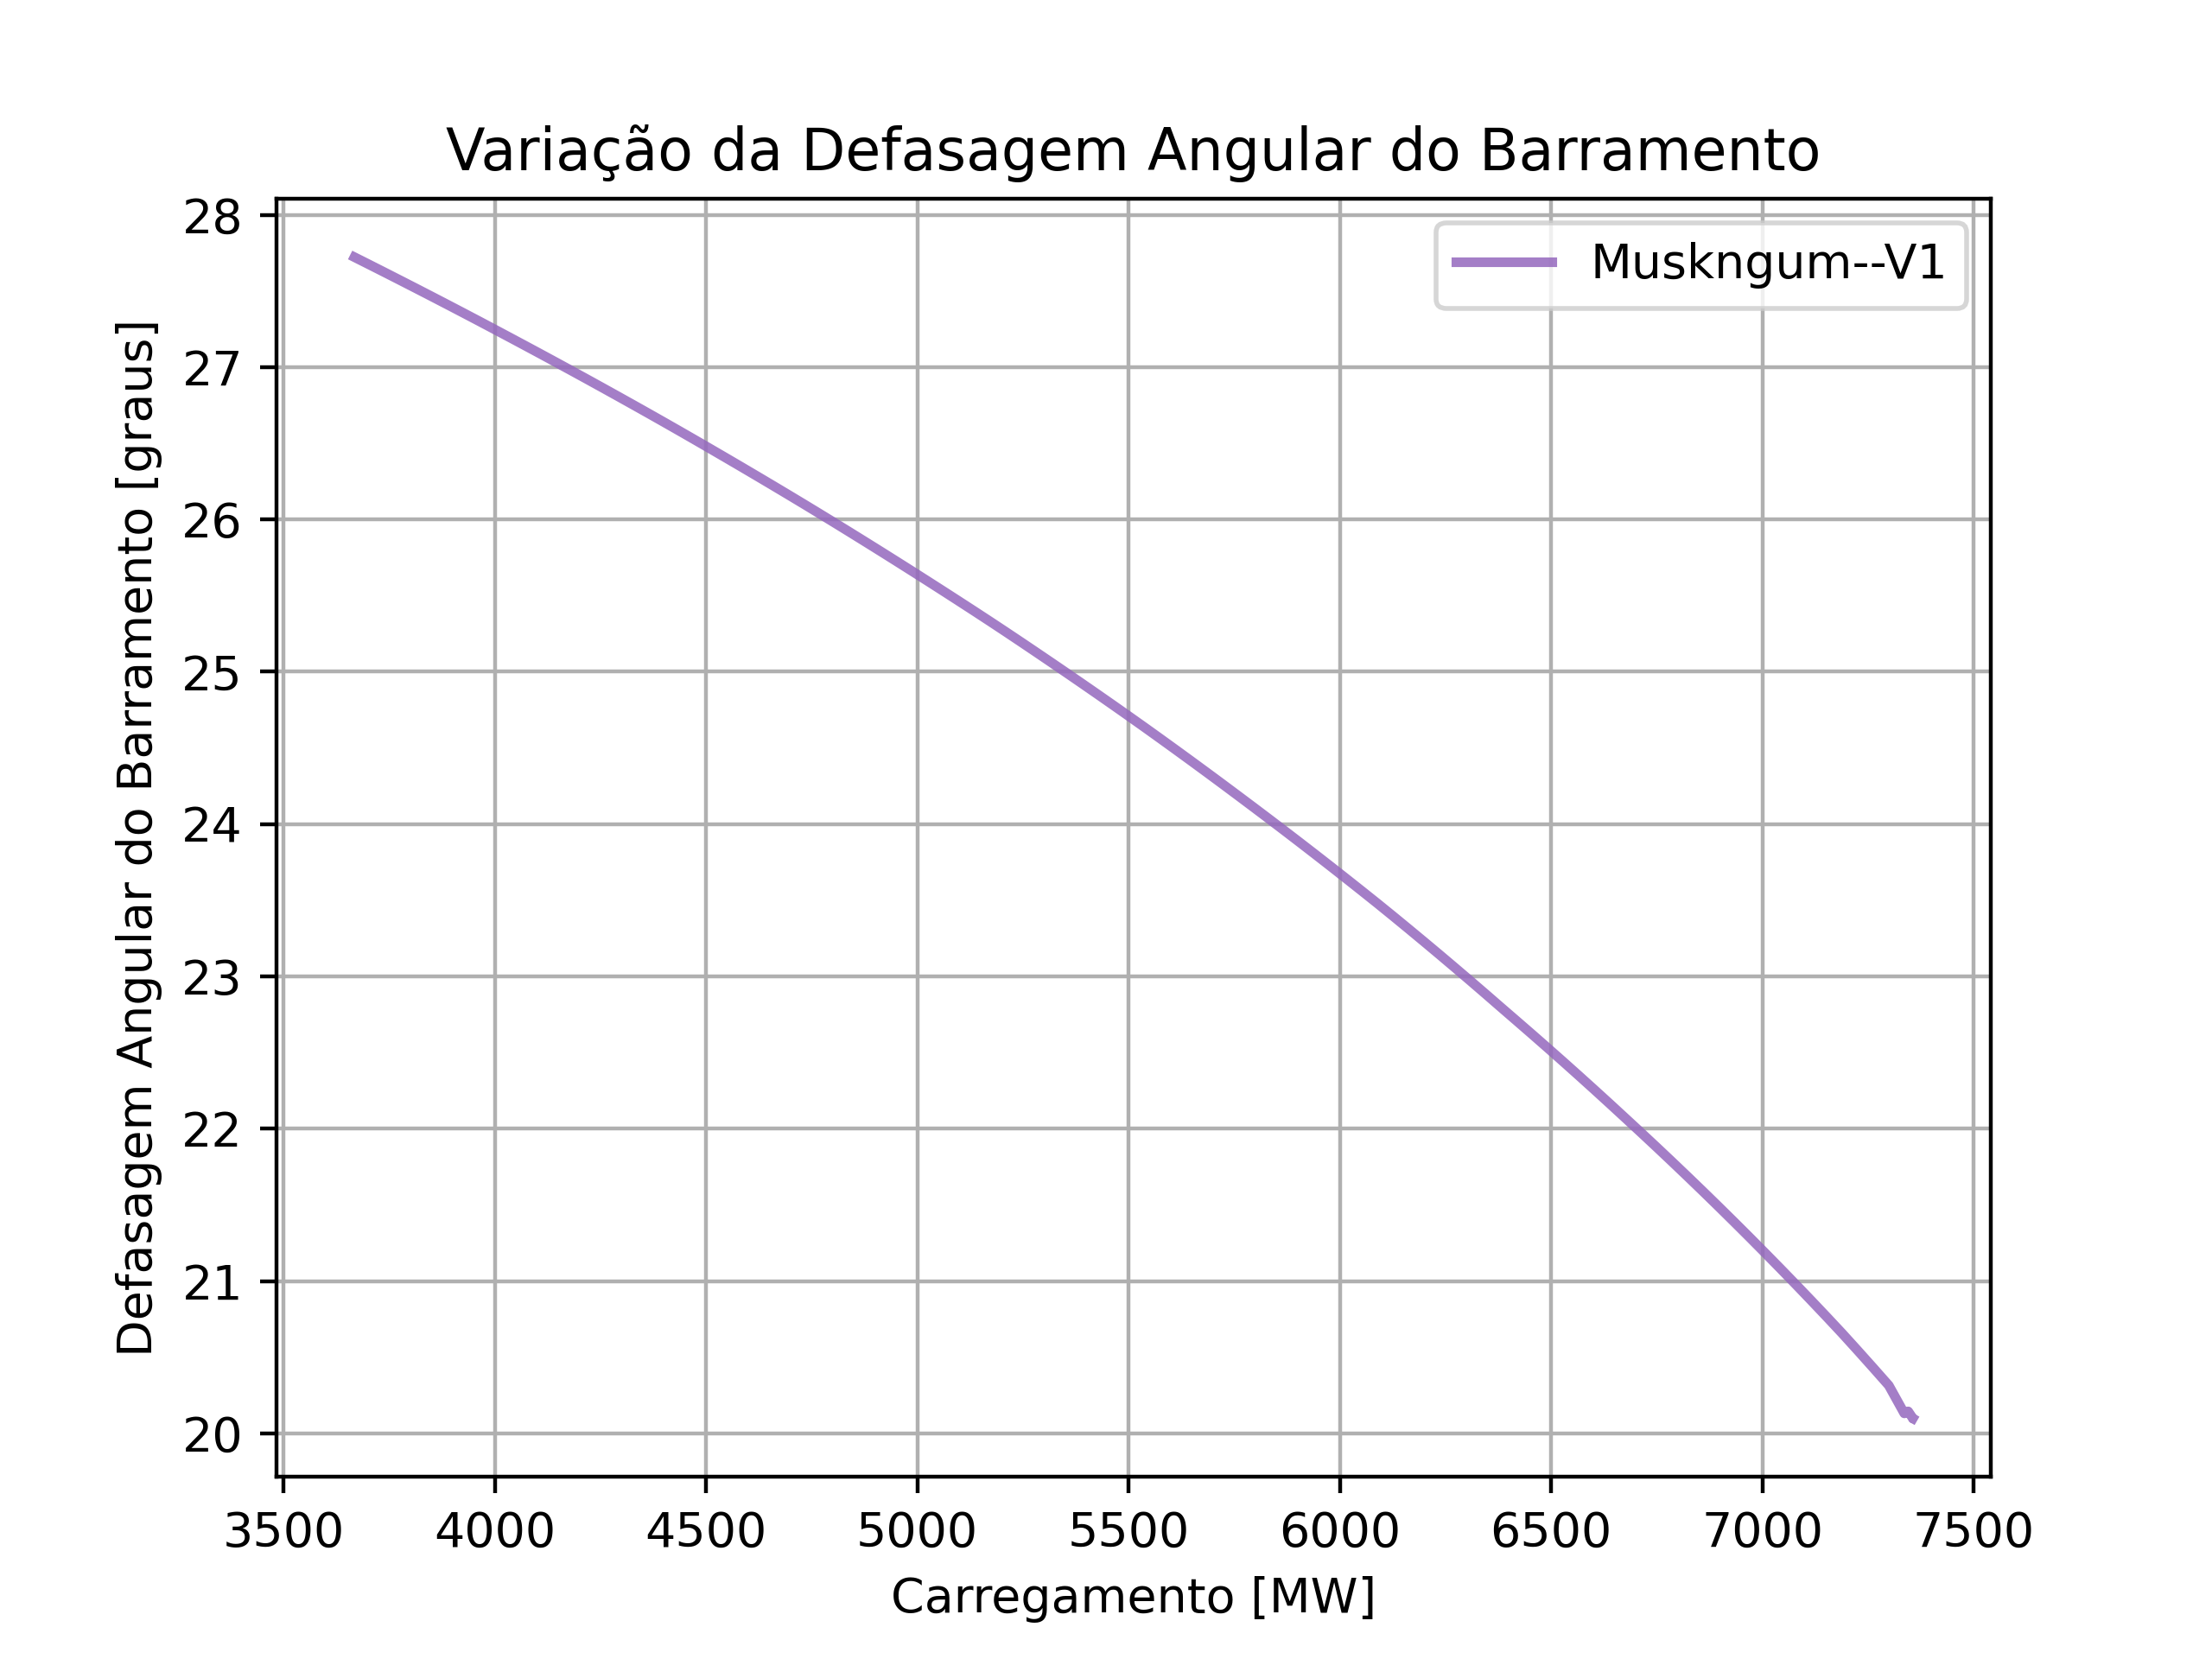 Variação da Defasagem Angular do Barramento
Muskngum--V1
Defasagem Angular do Barramento [graus]
28
27
26
25
24
23
22
21
20
3500 4000 4500 5000 5500 6000 6500 7000 7500
Carregamento [MW]